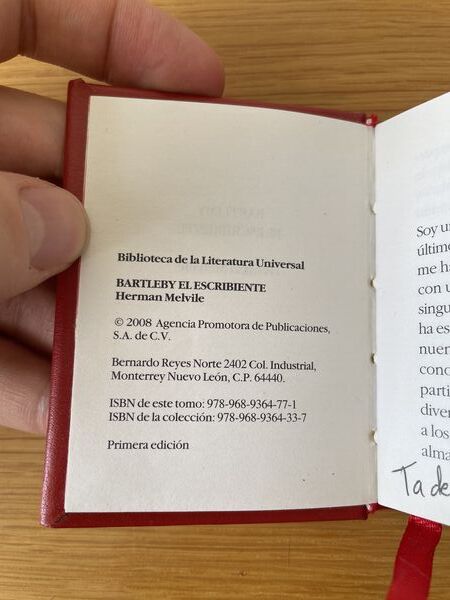 Biblioteca de la Literatura Universal
BARTLEBY EL ESCRIBIENTE
Herman Melvile
© 2008 Agencia Promotora de Publicaciones,
S.A. de C.V.
Bernardo Reyes Norte 2402 Col. Industrial,
Monterrey Nuevo León, C.P. 64440.
ISBN de este tomo: 978-968-9364-77-1
ISBN de la colección: 978-968-9364-33-7
Primera edición
Soy
último
me ha
con
singu
ha es
nuer
cono
parti
diver
a los
alma
Ta de